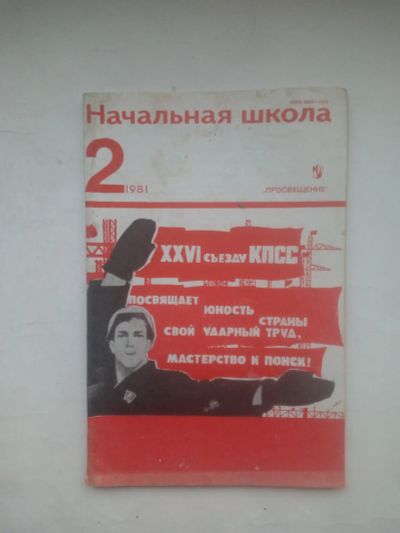 Начальная школа
2
1981
„ПРОСВЕЩЕНИЕ"
XXVI СЪЕЗДУ КПСС
ПОСВЯЩАЕТ
ЮНОСТЬ
СТРАНЫ
СВОЙ УДАРНЫЙ ТРУД,
МАСТЕРСТВО И ПОИСК!